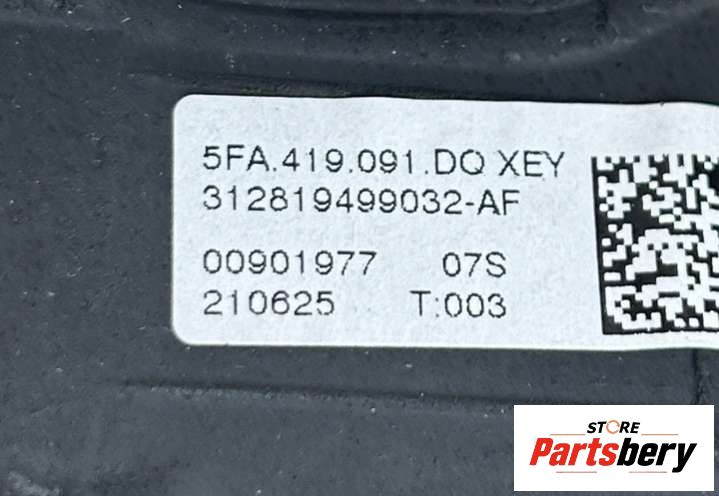 5FA.419.091.DQ XEY
312819499032-AF
00901977 07S
210625 T:003
STORE
Partsbery